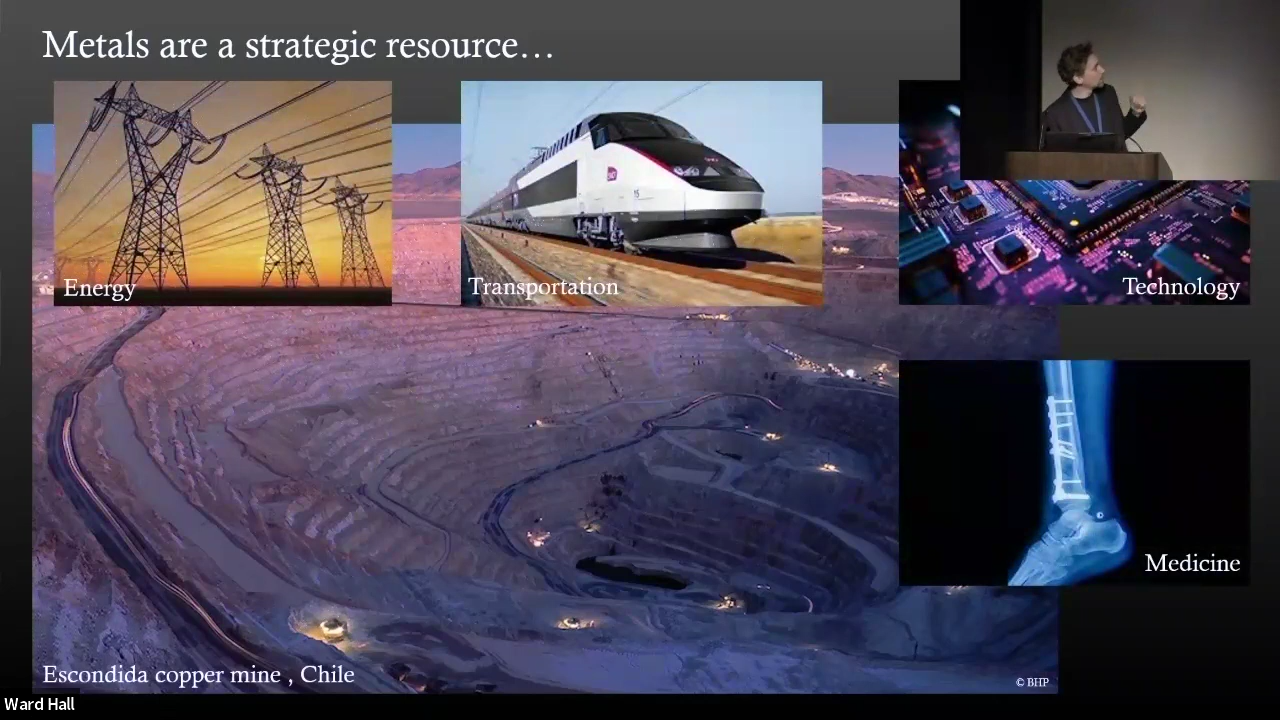 Metals are a strategic resource...
Energy
Transportation
Technology
Medicine
Escondida copper mine , Chile
© BHP
Ward Hall